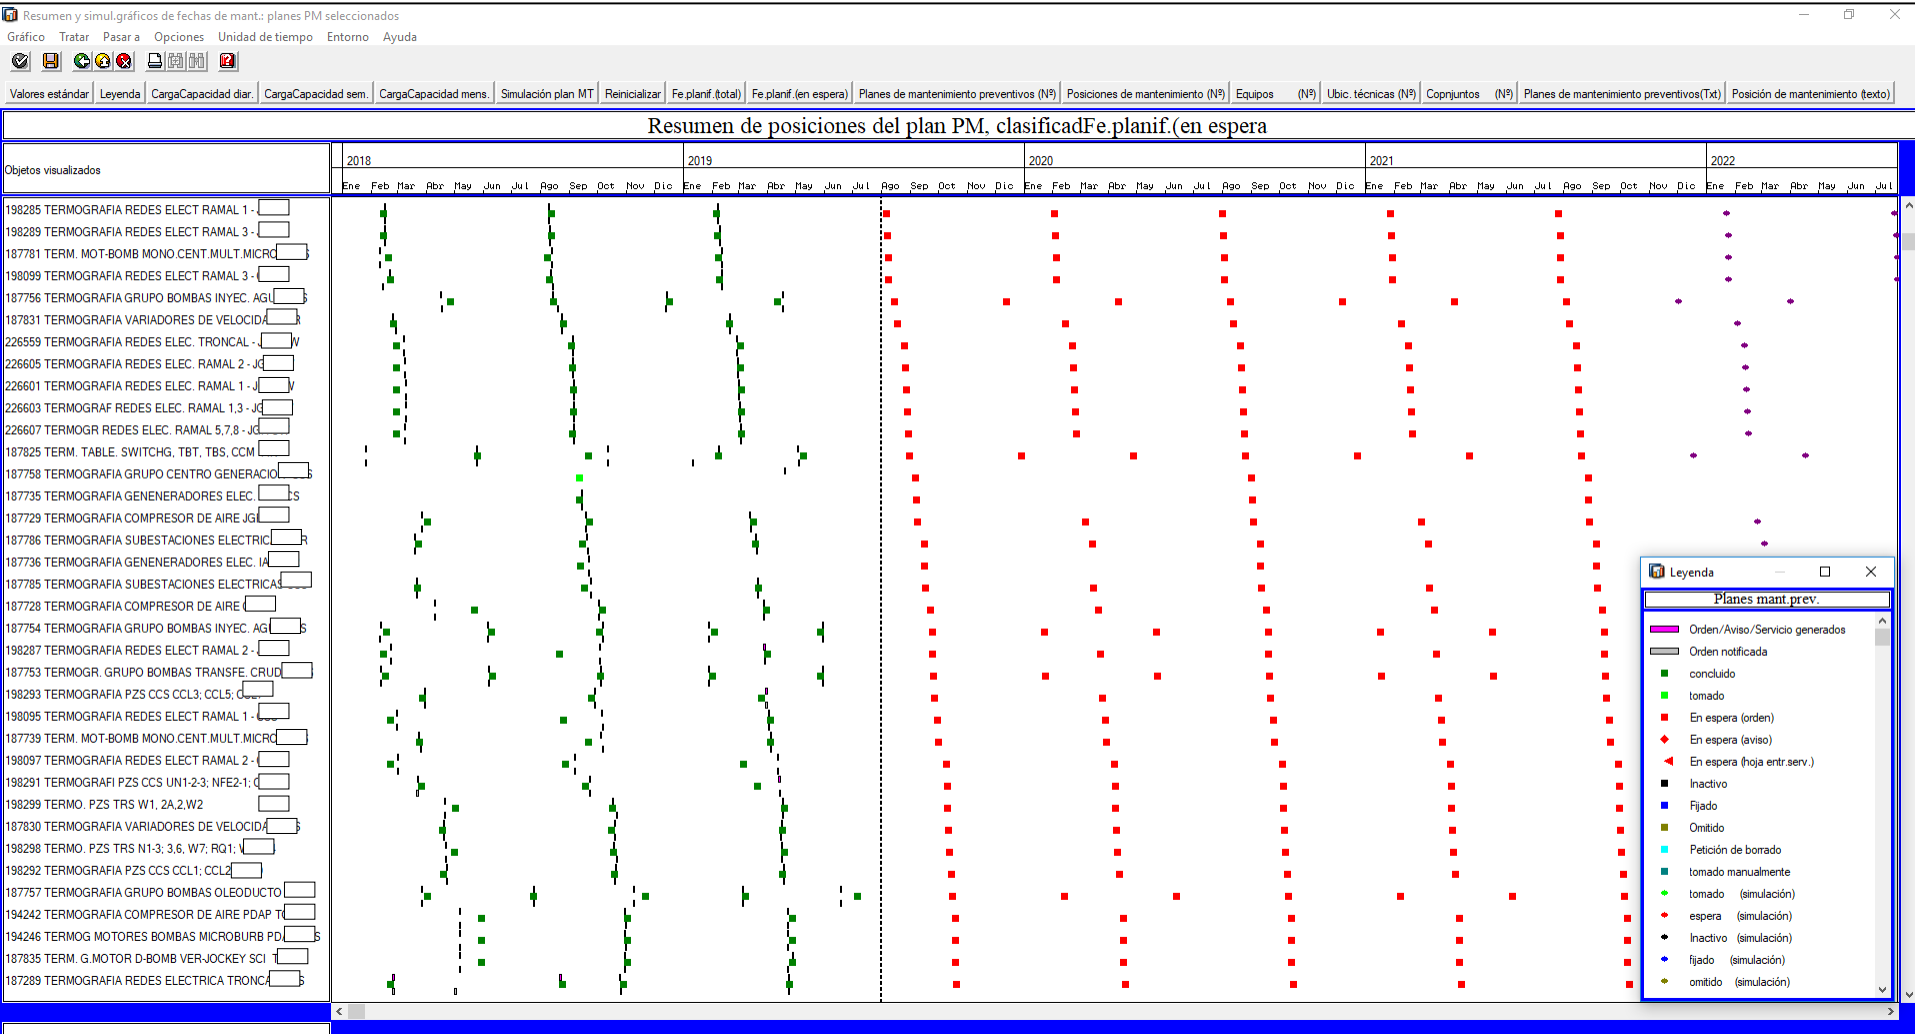 Resumen y simul.gráficos de fechas de mant.: planes PM seleccionados
Gráfico Tratar Pasar a Opciones Unidad de tiempo Entorno Ayuda
Valores estándar Leyenda CargaCapacidad diar. CargaCapacidad sem. CargaCapacidad mens. Simulación plan MT Reinicializar Fe.planif.(total) Fe.planif.(en espera) Planes de mantenimiento preventivos (Nº) Posiciones de mantenimiento (Nº) Equipos (Nº) Ubic. técnicas (Nº) Copnjuntos (Nº) Planes de mantenimiento preventivos(Txt) Posición de mantenimiento (texto)
Resumen de posiciones del plan PM, clasificadFe.planif.(en espera
Objetos visualizados
2018 2019 2020 2021 2022
Ene Feb Mar Abr May Jun Jul Ago Sep Oct Nov Dic Ene Feb Mar Abr May Jun Jul Ago Sep Oct Nov Dic Ene Feb Mar Abr May Jun Jul Ago Sep Oct Nov Dic Ene Feb Mar Abr May Jun Jul Ago Sep Oct Nov Dic Ene Feb Mar Abr May Jun Jul
198285 TERMOGRAFIA REDES ELECT RAMAL 1 -
198289 TERMOGRAFIA REDES ELECT RAMAL 3 -
187781 TERM. MOT-BOMB MONO.CENT.MULT.MICRO
198099 TERMOGRAFIA REDES ELECT RAMAL 3 -
187756 TERMOGRAFIA GRUPO BOMBAS INYEC.
187831 TERMOGRAFIA VARIADORES DE
226559 TERMOGRAFIA REDES ELEC. TRONCAL -
226605 TERMOGRAFIA REDES ELEC. RAMAL 2 -
226601 TERMOGRAFIA REDES ELEC. RAMAL 1 -
226603 TERMOGRAF REDES ELEC. RAMAL 1,3 -
226607 TERMOGR REDES ELEC. RAMAL 5,7,8 -
187825 TERM. TABLE. SWITCHG, TBT, TBS, CCM
187758 TERMOGRAFIA GRUPO CENTRO
187735 TERMOGRAFIA GENENERADORES ELEC.
187729 TERMOGRAFIA COMPRESOR DE AIRE
187786 TERMOGRAFIA SUBESTACIONES
187736 TERMOGRAFIA GENENERADORES ELEC.
187785 TERMOGRAFIA SUBESTACIONES ELECTRICAS
187728 TERMOGRAFIA COMPRESOR DE AIRE
187754 TERMOGRAFIA GRUPO BOMBAS INYEC.
198287 TERMOGRAFIA REDES ELECT RAMAL 2 -
187753 TERMOGR. GRUPO BOMBAS TRANSFE. CRUD
198293 TERMOGRAFIA PZS CCS CCL3; CCL5;
198095 TERMOGRAFIA REDES ELECT RAMAL 1 -
187739 TERM. MOT-BOMB MONO.CENT.MULT.MICRO
198097 TERMOGRAFIA REDES ELECT RAMAL 2 -
198291 TERMOGRAFI PZS CCS UN1-2-3; NFE2-1;
198299 TERMO. PZS TRS W1, 2A,2,W2
187830 TERMOGRAFIA VARIADORES DE
198298 TERMO. PZS TRS N1-3; 3,6, W7; RQ1;
198292 TERMOGRAFIA PZS CCS CCL1; CCL2
187757 TERMOGRAFIA GRUPO BOMBAS OLEODUCTO
194242 TERMOGRAFIA COMPRESOR DE AIRE PDAP
194246 TERMOG MOTORES BOMBAS MICROBURB
187835 TERM. G.MOTOR D-BOMB VER-JOCKEY SCI
187289 TERMOGRAFIA REDES ELECTRICA
Leyenda
Planes mant.prev.
Orden/Aviso/Servicio generados
Orden notificada
concluido
tomado
En espera (orden)
En espera (aviso)
En espera (hoja entr.serv.)
Inactivo
Fijado
Omitido
Petición de borrado
tomado manualmente
tomado (simulación)
espera (simulación)
Inactivo (simulación)
fijado (simulación)
omitido (simulación)